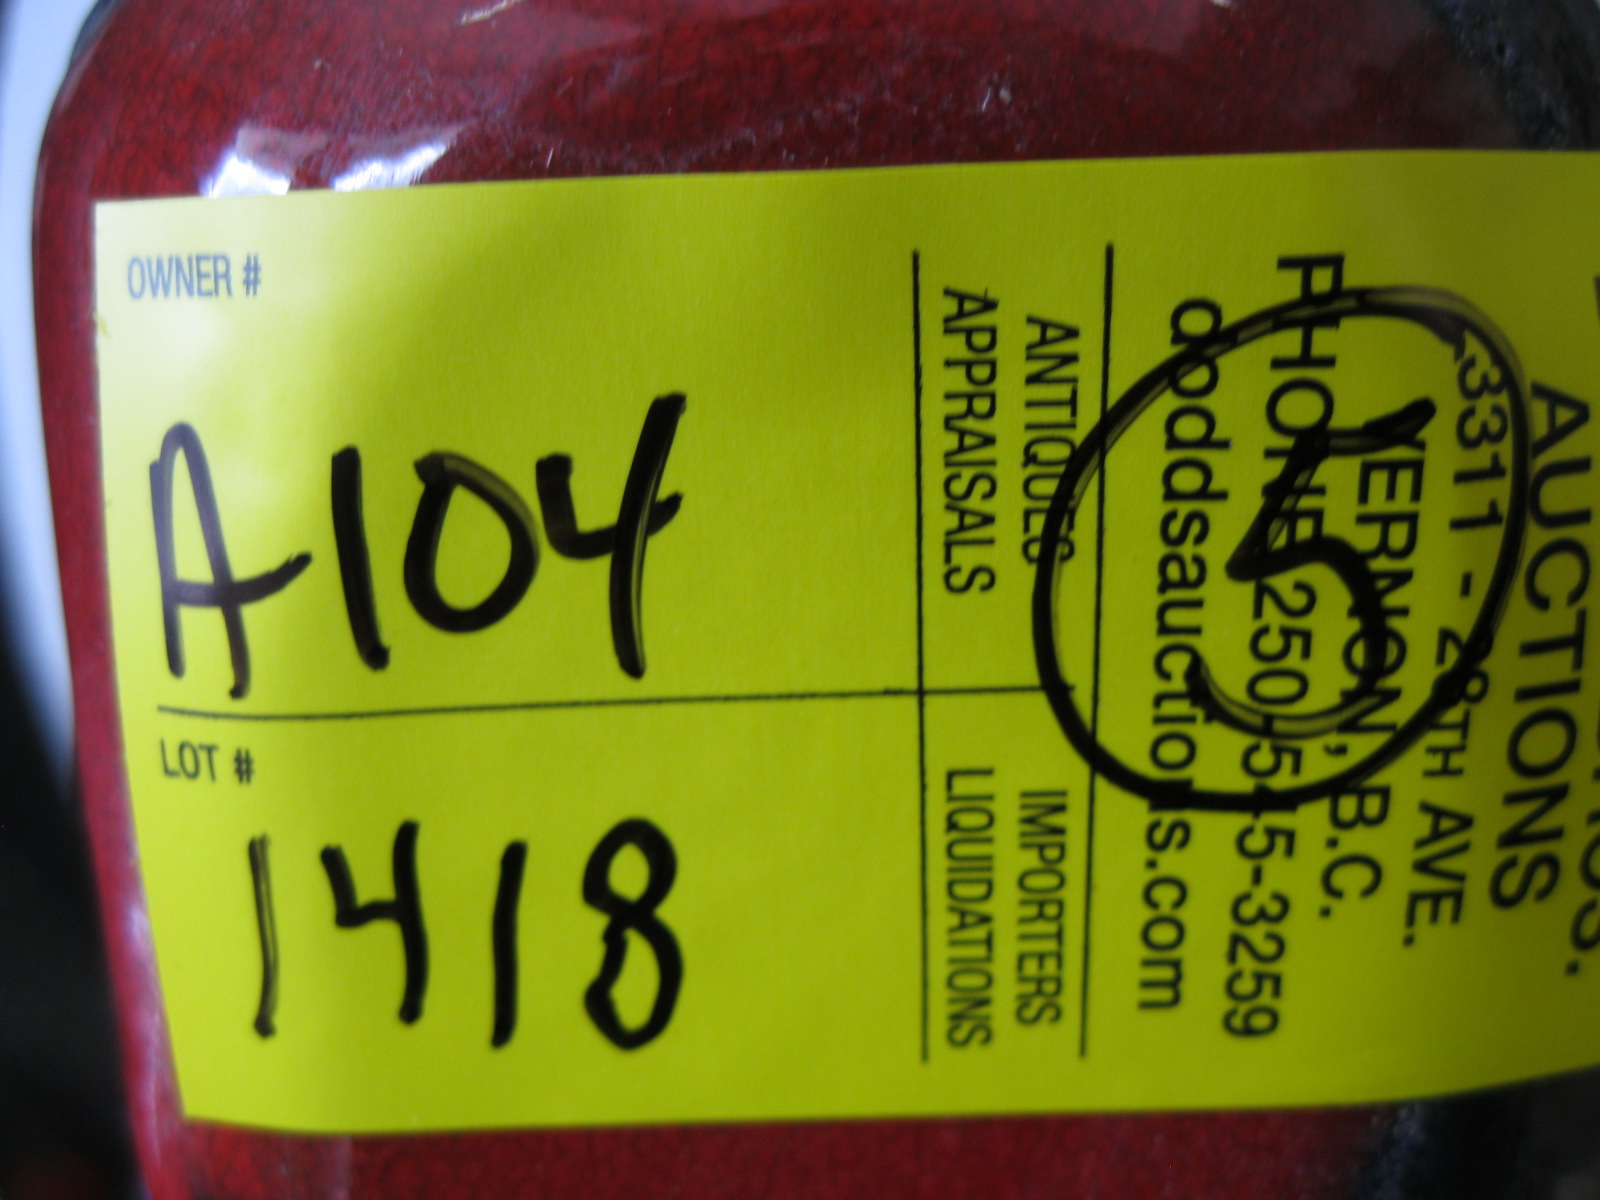 OWNER #
A104
LOT #
1418
AUCTIONS
3311 - 28TH AVE.
VERNON, B.C.
PHONE 250-545-3259
doddsauctions.com
ANTIQUES IMPORTERS
APPRAISALS LIQUIDATIONS
5